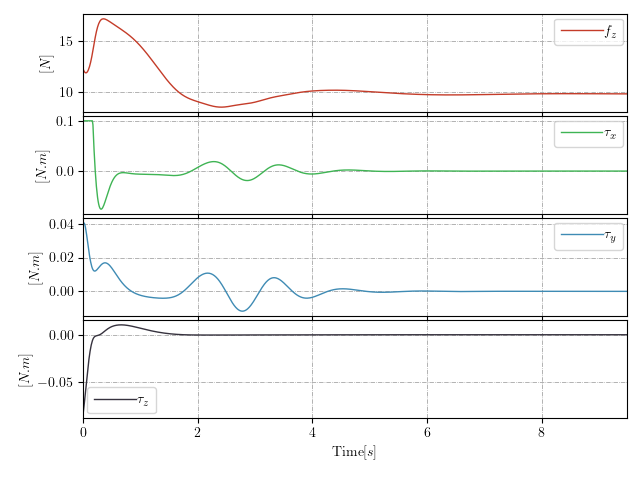 15
10
[N]
f_z
0.1
0.0
[N.m]
τ_x
0.04
0.02
0.00
[N.m]
τ_y
0.00
−0.05
[N.m]
τ_z
0 2 4 6 8
Time[s]